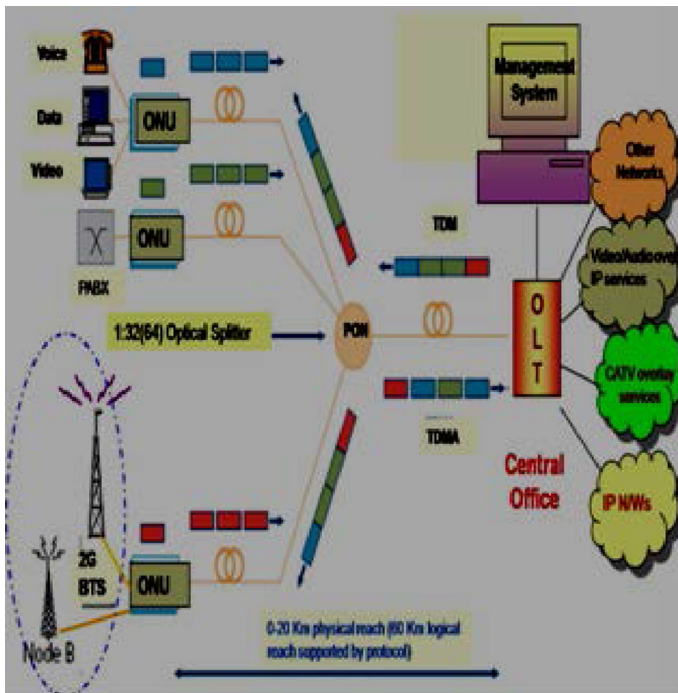 Voice
Data
Video
ONU
ONU
PABX
1:32(64) Optical Splitter
PON
TDM
TDMA
OLT
Management
System
Other
Networks
Video/Audio over
IP services
CATV overlay
services
IP N/Ws
Central
Office
2G
BTS
Node B
ONU
0-20 Km physical reach (60 Km logical
reach supported by protocol)